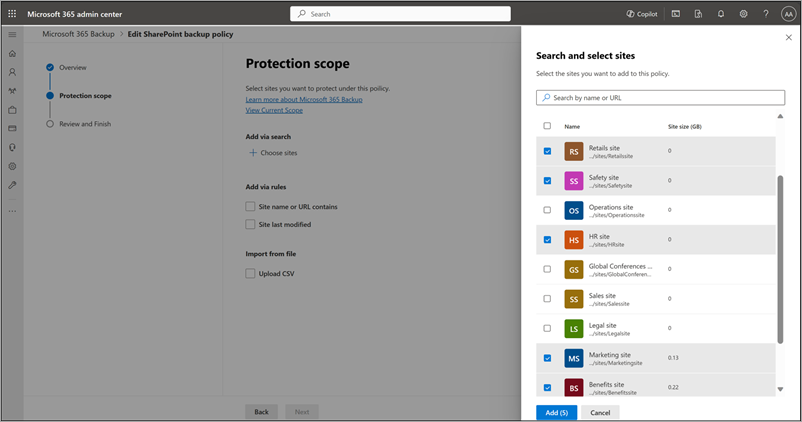 Microsoft 365 admin center
Search
Copilot
AA
Microsoft 365 Backup > Edit SharePoint backup policy
Overview
Protection scope
Review and Finish
Protection scope
Select sites you want to protect under this policy.
Learn more about Microsoft 365 Backup
View Current Scope
Add via search
Choose sites
Add via rules
Site name or URL contains
Site last modified
Import from file
Upload CSV
Back
Next
Search and select sites
Select the sites you want to add to this policy.
Search by name or URL
Name Site size (GB)
RS Retails site 0
.../sites/Retailssite
SS Safety site 0
.../sites/Safetysite
OS Operations site 0
.../sites/Operationssite
HS HR site 0
.../sites/HRsite
GS Global Conferences ... 0
.../sites/GlobalConferen...
SS Sales site 0
.../sites/Salessite
LS Legal site 0
.../sites/Legalsite
MS Marketing site 0.13
.../sites/Marketingsite
BS Benefits site 0.22
.../sites/Benefitssite
Add (5)
Cancel